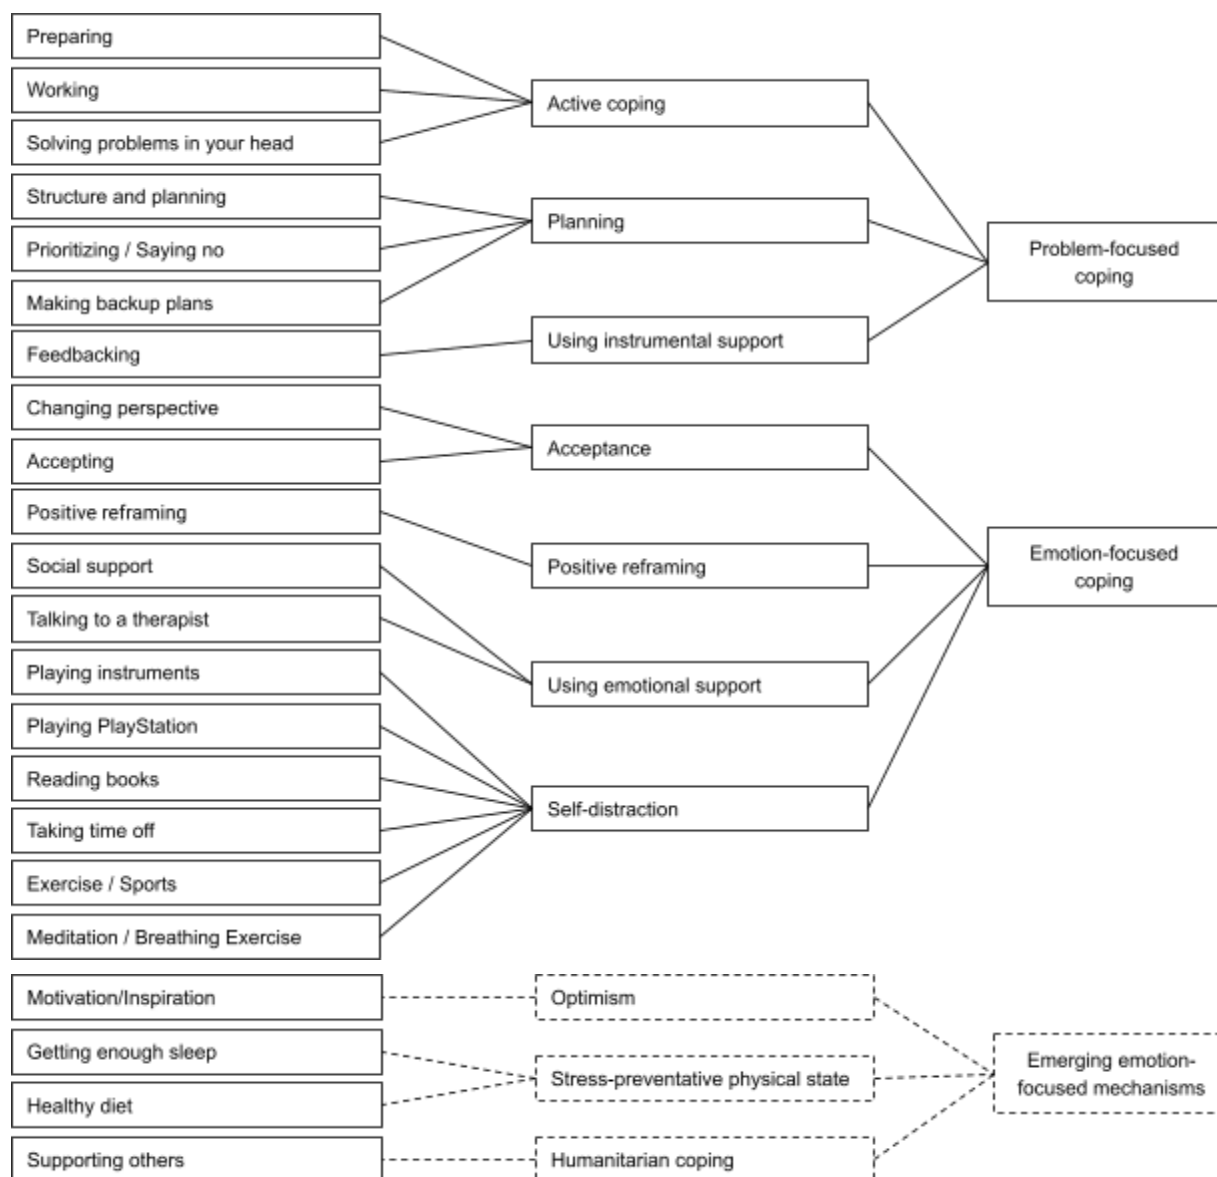 Preparing
Working
Solving problems in your head
Structure and planning
Prioritizing / Saying no
Making backup plans
Feedbacking
Changing perspective
Accepting
Positive reframing
Social support
Talking to a therapist
Playing instruments
Playing PlayStation
Reading books
Taking time off
Exercise / Sports
Meditation / Breathing Exercise
Motivation/Inspiration
Getting enough sleep
Healthy diet
Supporting others
Active coping
Planning
Using instrumental support
Acceptance
Positive reframing
Using emotional support
Self-distraction
Optimism
Stress-preventative physical state
Humanitarian coping
Problem-focused
coping
Emotion-focused
coping
Emerging emotion-
focused mechanisms